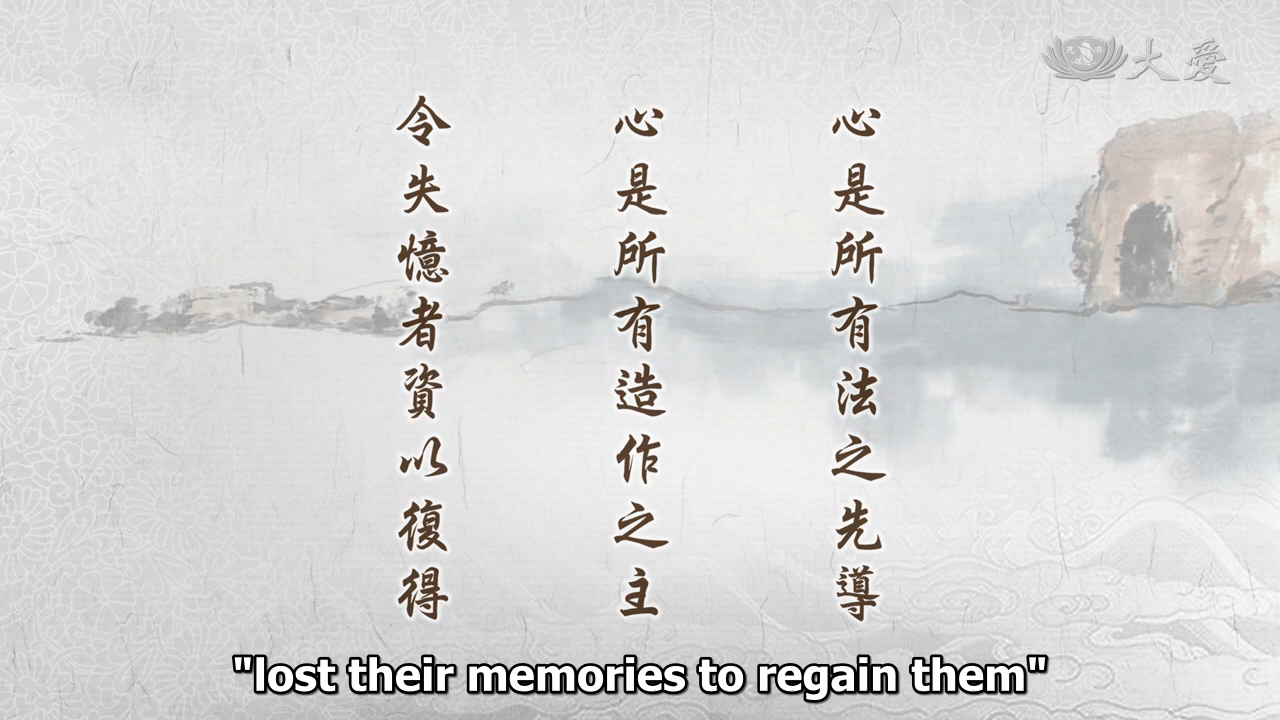 大愛
心是所有法之先導
心是所有造作之主
令失憶者資以復得
"lost their memories to regain them"